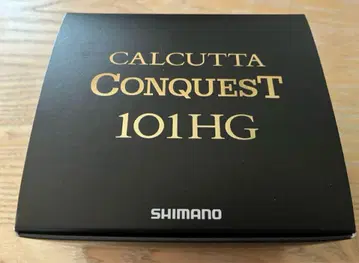 CALCUTTA
CONQUEST
101HG
SHIMANO